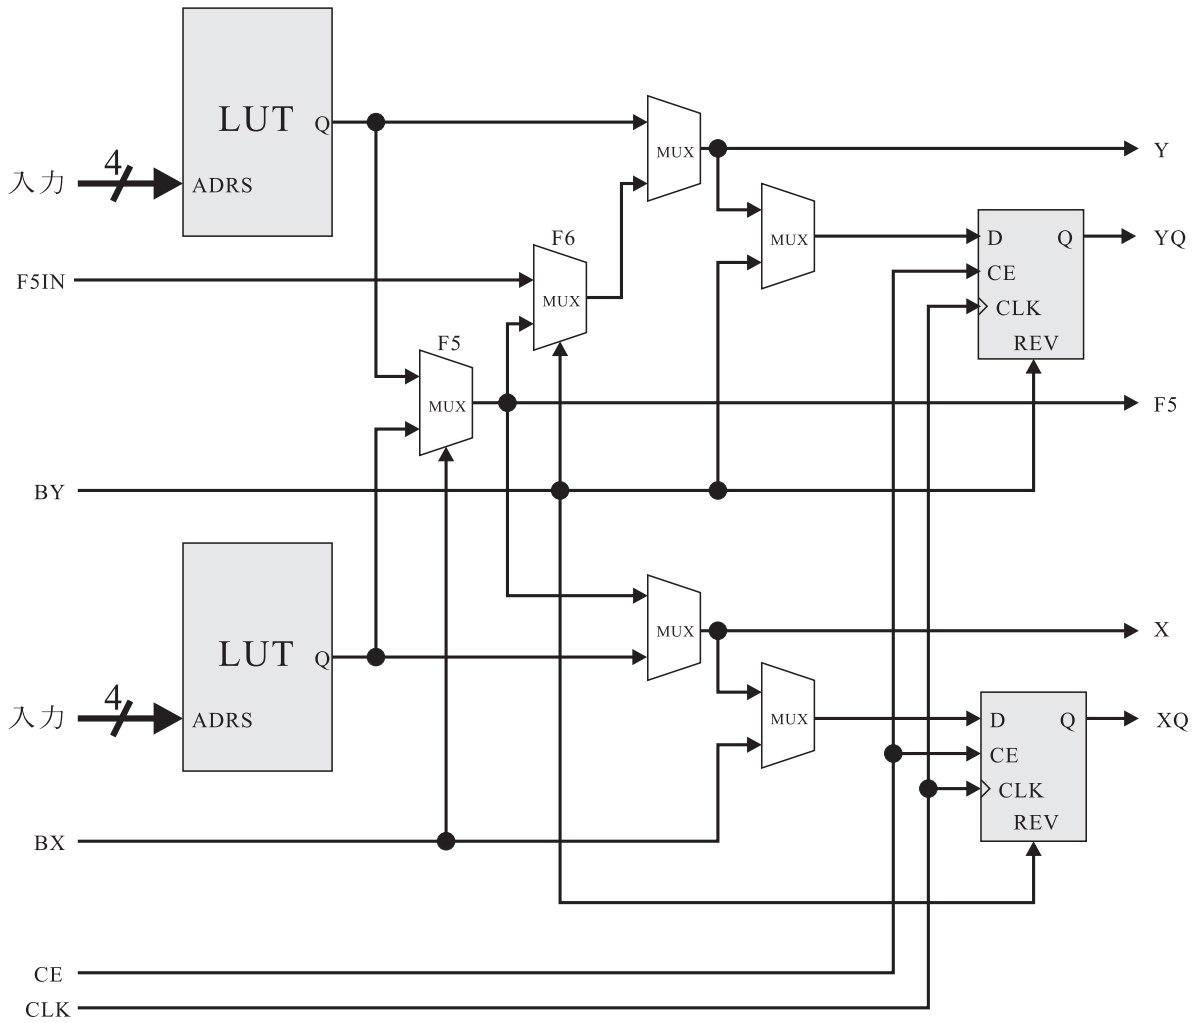 LUT Q
MUX
Y
4
入力 ADRS
MUX
D Q YQ
F6
CE
F5IN
MUX
CLK
F5
REV
MUX
F5
BY
LUT Q
MUX
X
4
入力 ADRS
MUX
D Q XQ
CE
CLK
BX
REV
CE
CLK